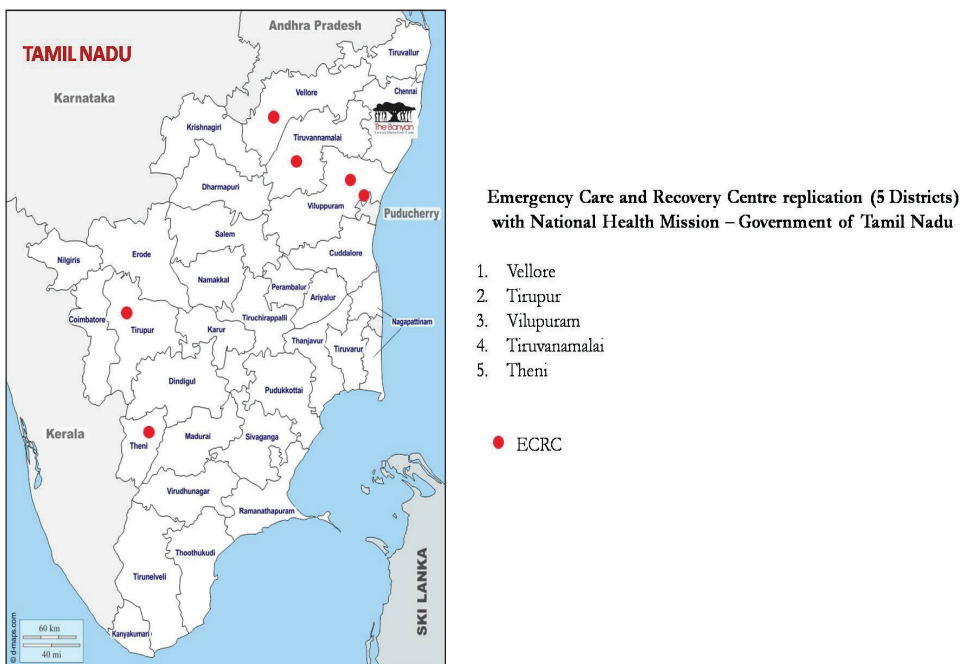 TAMIL NADU
Andhra Pradesh
Karnataka
Tiruvallur
Chennai
Vellore
The Banyan
Krishnagiri
Tiruvannamalai
Dharmapuri
Viluppuram
Puducherry
Salem
Cuddalore
Nilgiris
Erode
Namakkal
Perambalur
Ariyalur
Coimbatore
Tirupur
Karur
Tiruchirappalli
Nagapattinam
Thanjavur
Tiruvarur
Dindigul
Pudukkottai
Kerala
Theni
Madurai
Sivaganga
Virudhunagar
Ramanathapuram
Thoothukudi
Tirunelveli
Kanyakumari
SKI LANKA
60 km
40 mi
© d-maps.com
Emergency Care and Recovery Centre replication (5 Districts)
with National Health Mission – Government of Tamil Nadu
1. Vellore
2. Tirupur
3. Vilupuram
4. Tiruvanamalai
5. Theni
ECRC